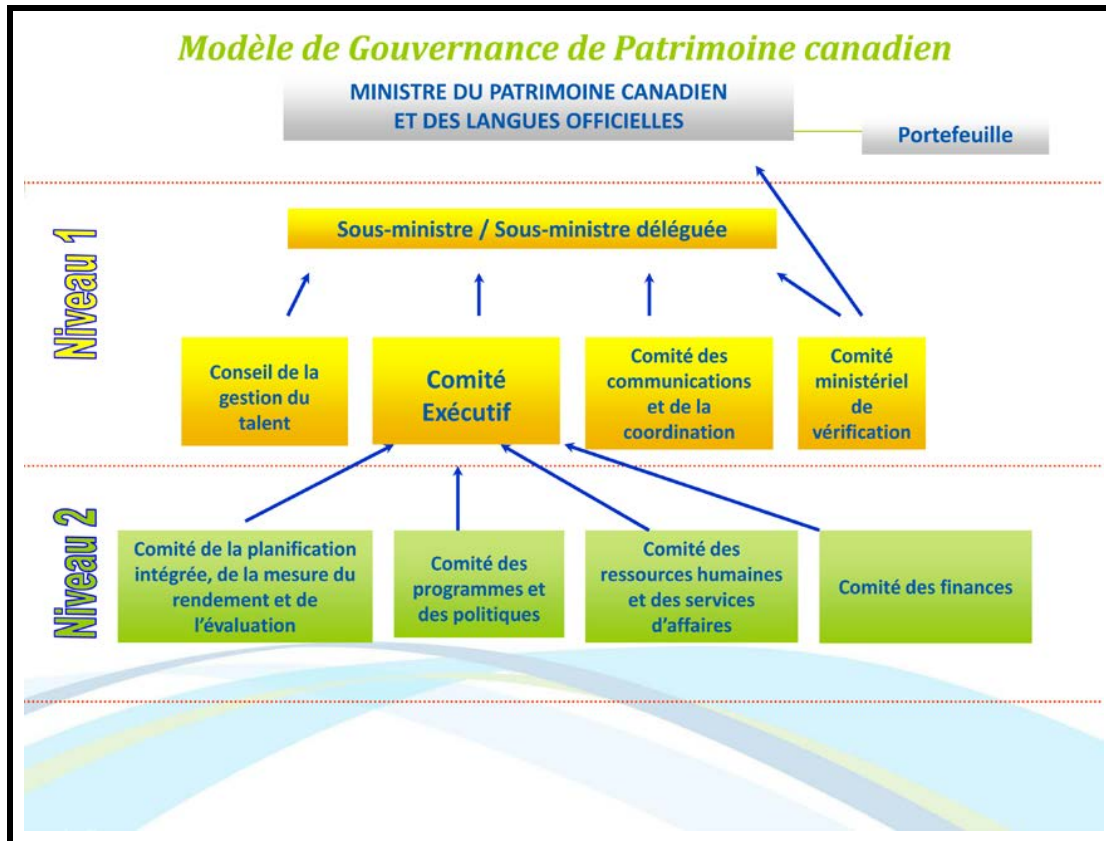 Modèle de Gouvernance de Patrimoine canadien
MINISTRE DU PATRIMOINE CANADIEN
ET DES LANGUES OFFICIELLES
Portefeuille
Niveau 1
Sous-ministre / Sous-ministre déléguée
Conseil de la
gestion du
talent
Comité
Exécutif
Comité des
communications
et de la
coordination
Comité
ministériel
de
vérification
Niveau 2
Comité de la planification
intégrée, de la mesure du
rendement et de
l’évaluation
Comité des
programmes et
des politiques
Comité des
ressources humaines
et des services
d’affaires
Comité des finances